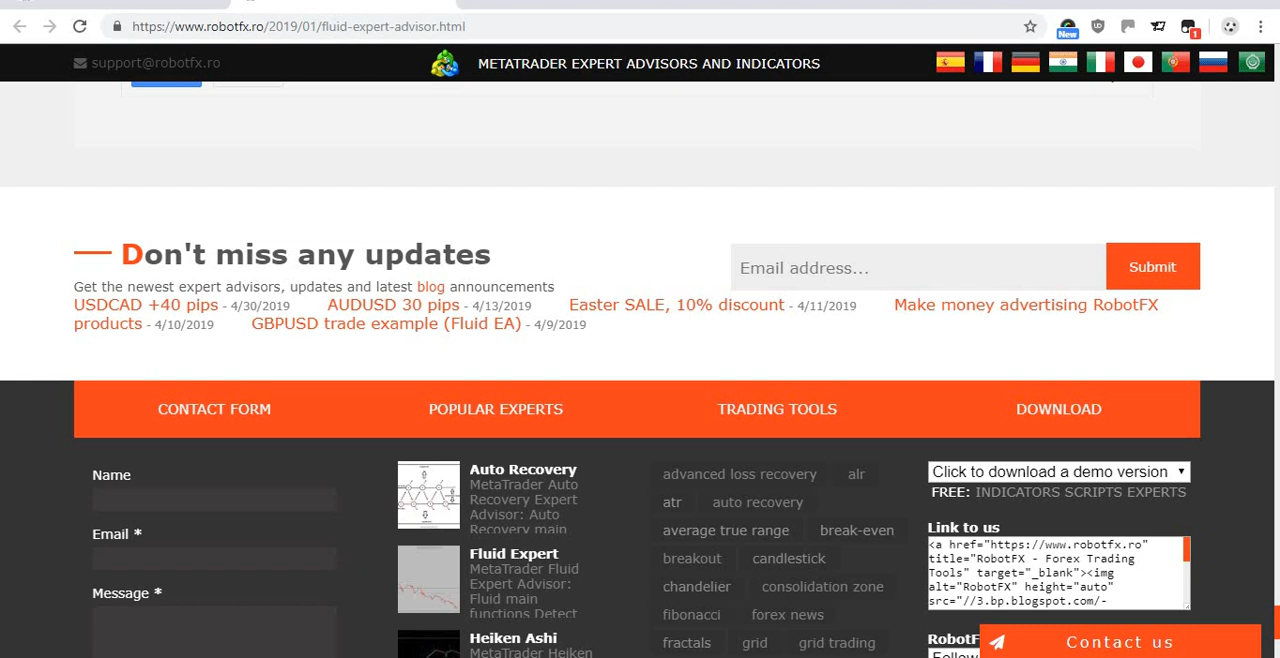 https://www.robotfx.ro/2019/01/fluid-expert-advisor.html
New
1
support@robotfx.ro
METATRADER EXPERT ADVISORS AND INDICATORS
Don't miss any updates
Get the newest expert advisors, updates and latest blog announcements
USDCAD +40 pips - 4/30/2019 AUDUSD 30 pips - 4/13/2019 Easter SALE, 10% discount - 4/11/2019 Make money advertising RobotFX
products - 4/10/2019 GBPUSD trade example (Fluid EA) - 4/9/2019
Email address...
Submit
CONTACT FORM
POPULAR EXPERTS
TRADING TOOLS
DOWNLOAD
Name
Email *
Message *
Auto Recovery
MetaTrader Auto
Recovery Expert
Advisor: Auto
Recovery main
Fluid Expert
MetaTrader Fluid
Expert Advisor:
Fluid main
functions Detect
Heiken Ashi
MetaTrader Heiken
advanced loss recovery alr
atr auto recovery
average true range break-even
breakout candlestick
chandelier consolidation zone
fibonacci forex news
fractals grid grid trading
Click to download a demo version
FREE: INDICATORS SCRIPTS EXPERTS
Link to us
<a href="https://www.robotfx.ro"
title="RobotFX - Forex Trading
Tools" target="_blank"><img
alt="RobotFX" height="auto"
src="//3.bp.blogspot.com/-
Contact us